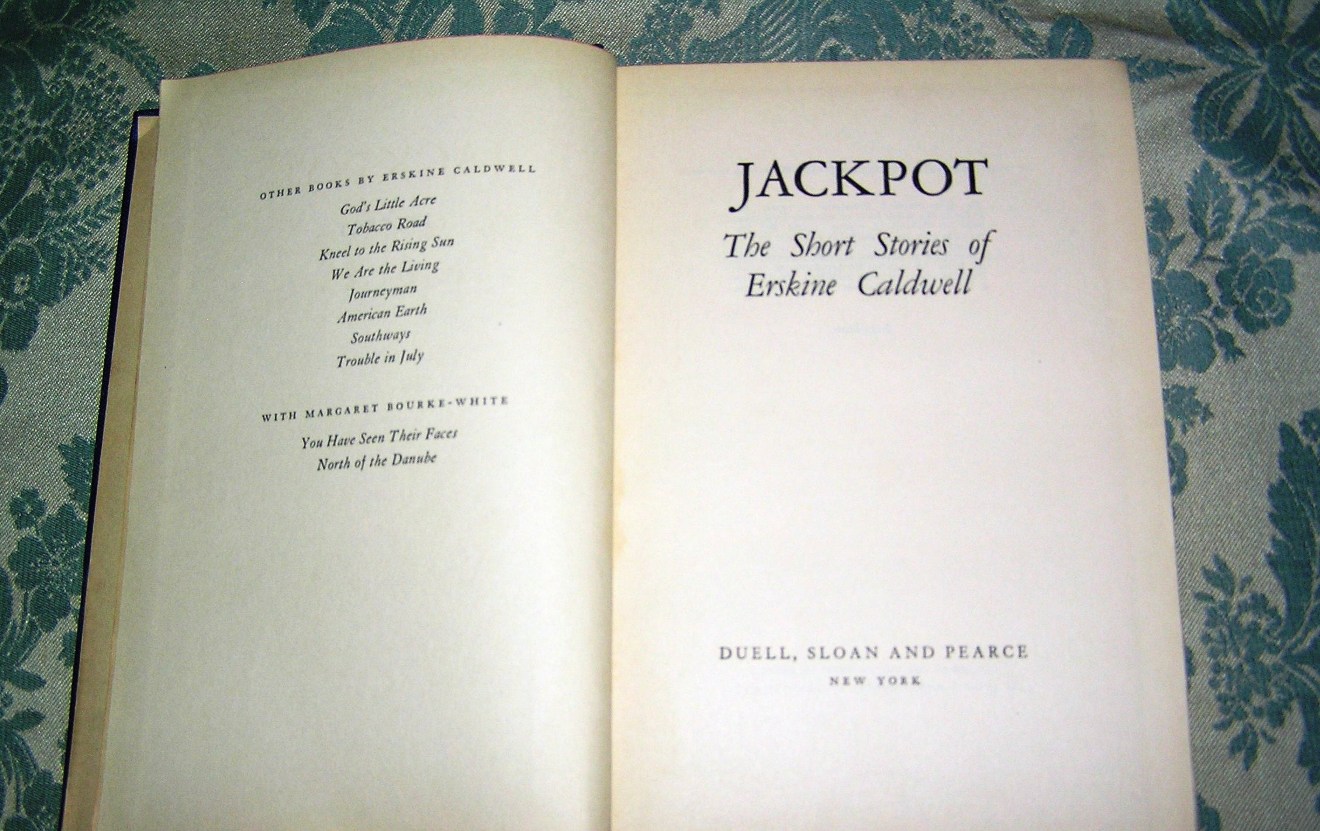 OTHER BOOKS BY ERSKINE CALDWELL
God's Little Acre
Tobacco Road
Kneel to the Rising Sun
We Are the Living
Journeyman
American Earth
Southways
Trouble in July
WITH MARGARET BOURKE-WHITE
You Have Seen Their Faces
North of the Danube
JACKPOT
The Short Stories of
Erskine Caldwell
DUELL, SLOAN AND PEARCE
NEW YORK